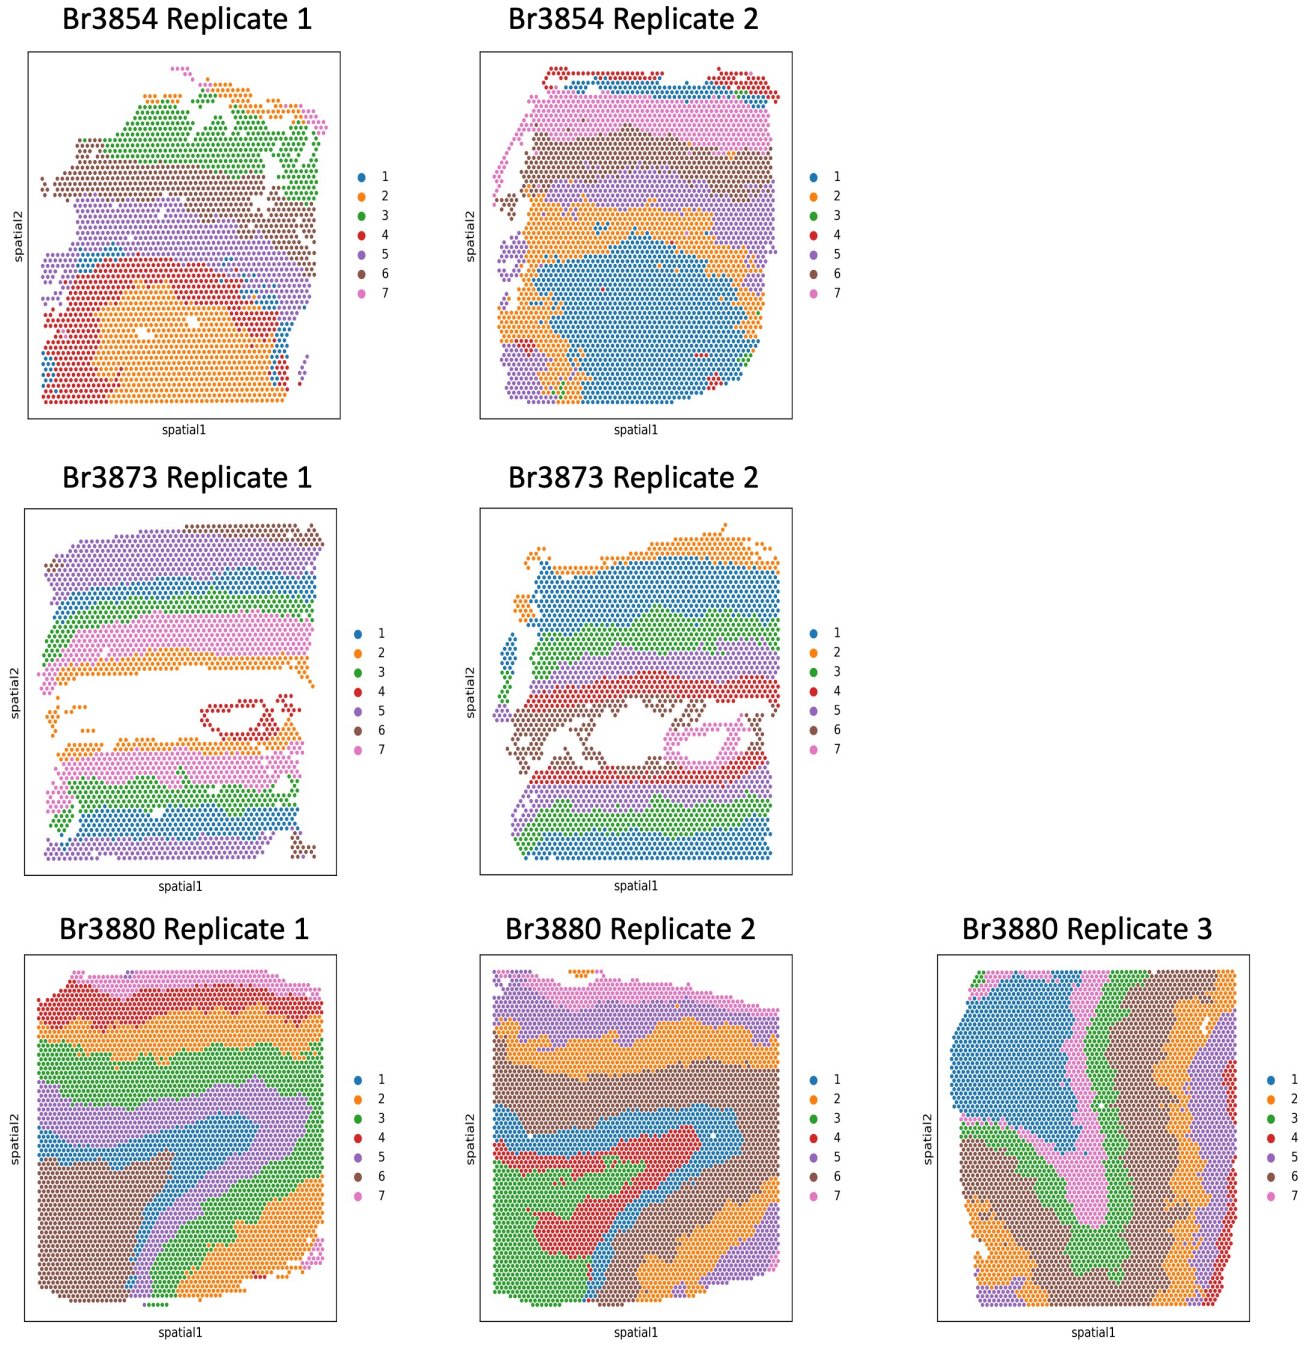 Br3854 Replicate 1
Br3854 Replicate 2
spatial2
1
2
3
4
5
6
7
spatial1
spatial2
1
2
3
4
5
6
7
spatial1
Br3873 Replicate 1
Br3873 Replicate 2
spatial2
1
2
3
4
5
6
7
spatial1
spatial2
1
2
3
4
5
6
7
spatial1
Br3880 Replicate 1
Br3880 Replicate 2
Br3880 Replicate 3
spatial2
1
2
3
4
5
6
7
spatial1
spatial2
1
2
3
4
5
6
7
spatial1
spatial2
1
2
3
4
5
6
7
spatial1